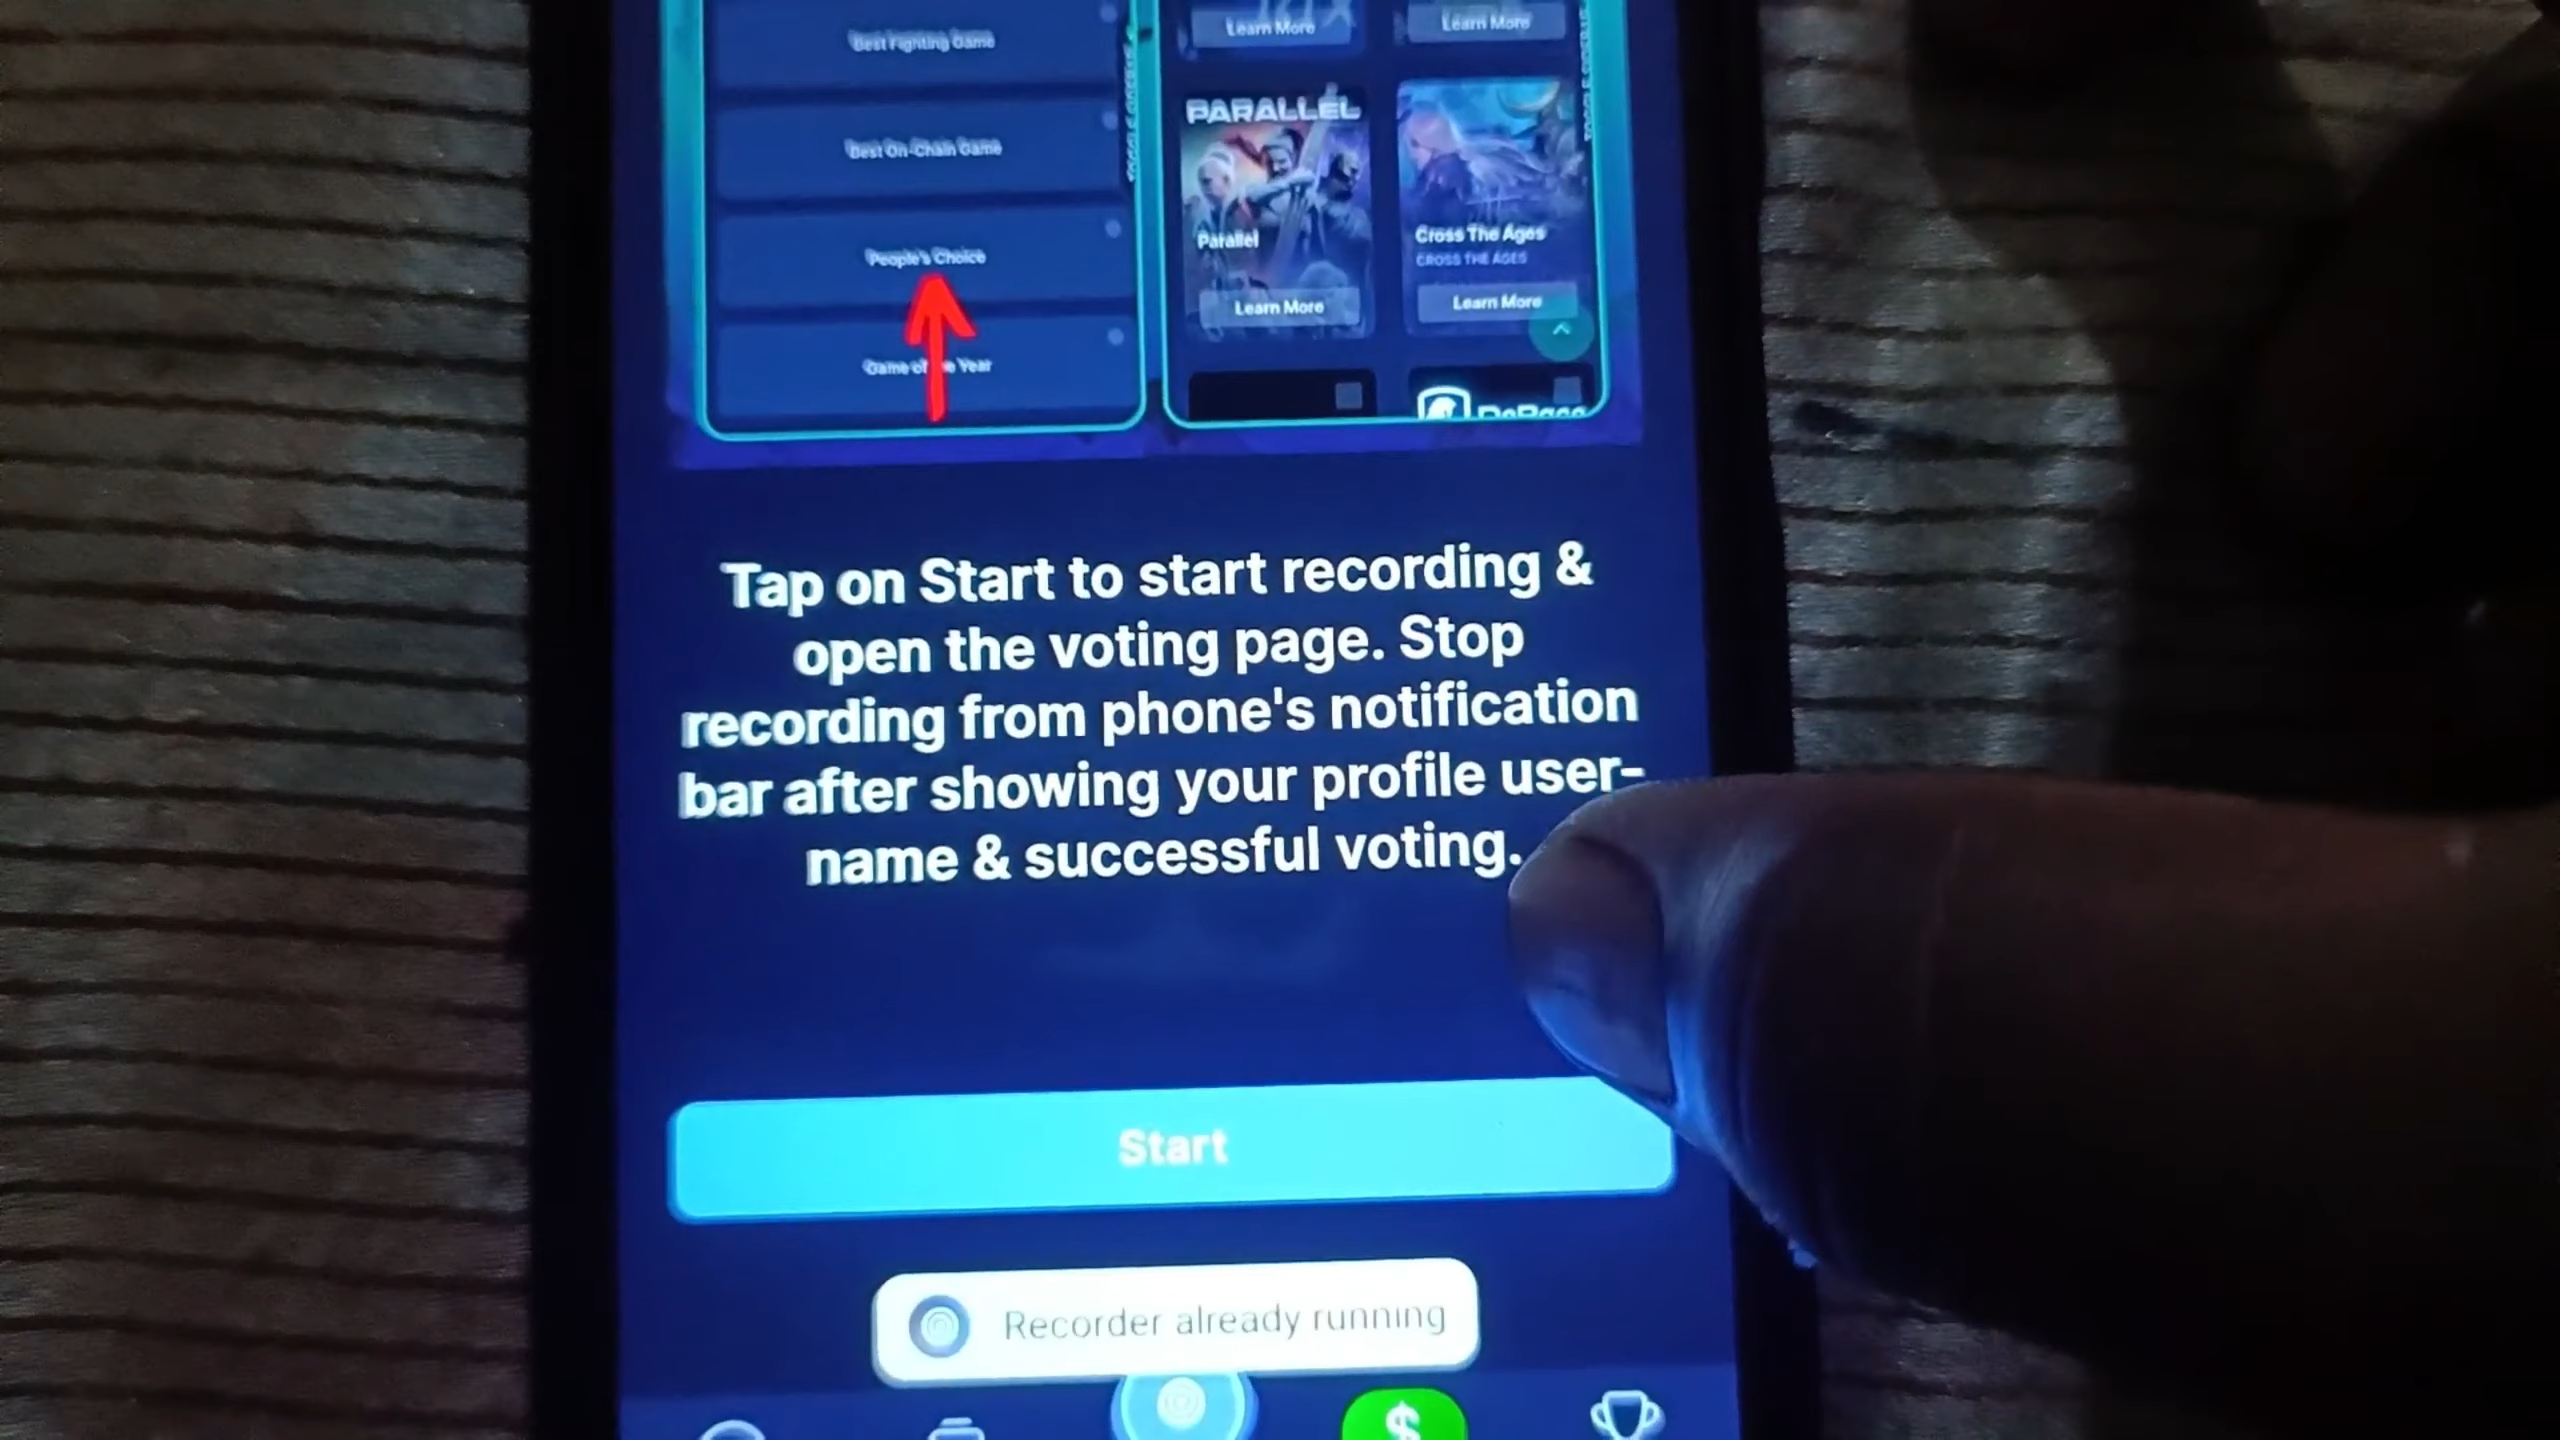 Best Fighting Game
Learn More
Learn More
PARALLEL
Best On-Chain Game
People's Choice
Parallel
Cross The Ages
CROSS THE AGES
Learn More
Learn More
Game of
Year
Tap on Start to start recording &
open the voting page. Stop
recording from phone's notification
bar after showing your profile user-
name & successful voting.
Start
Recorder already running
$